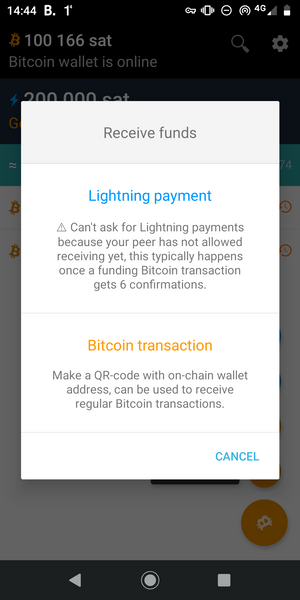 14:44 B. 1 4G
100 166 sat
Bitcoin wallet is online
200 000 sat
Receive funds
Lightning payment
⚠ Can't ask for Lightning payments
because your peer has not allowed
receiving yet, this typically happens
once a funding Bitcoin transaction
gets 6 confirmations.
Bitcoin transaction
Make a QR-code with on-chain wallet
address, can be used to receive
regular Bitcoin transactions.
CANCEL